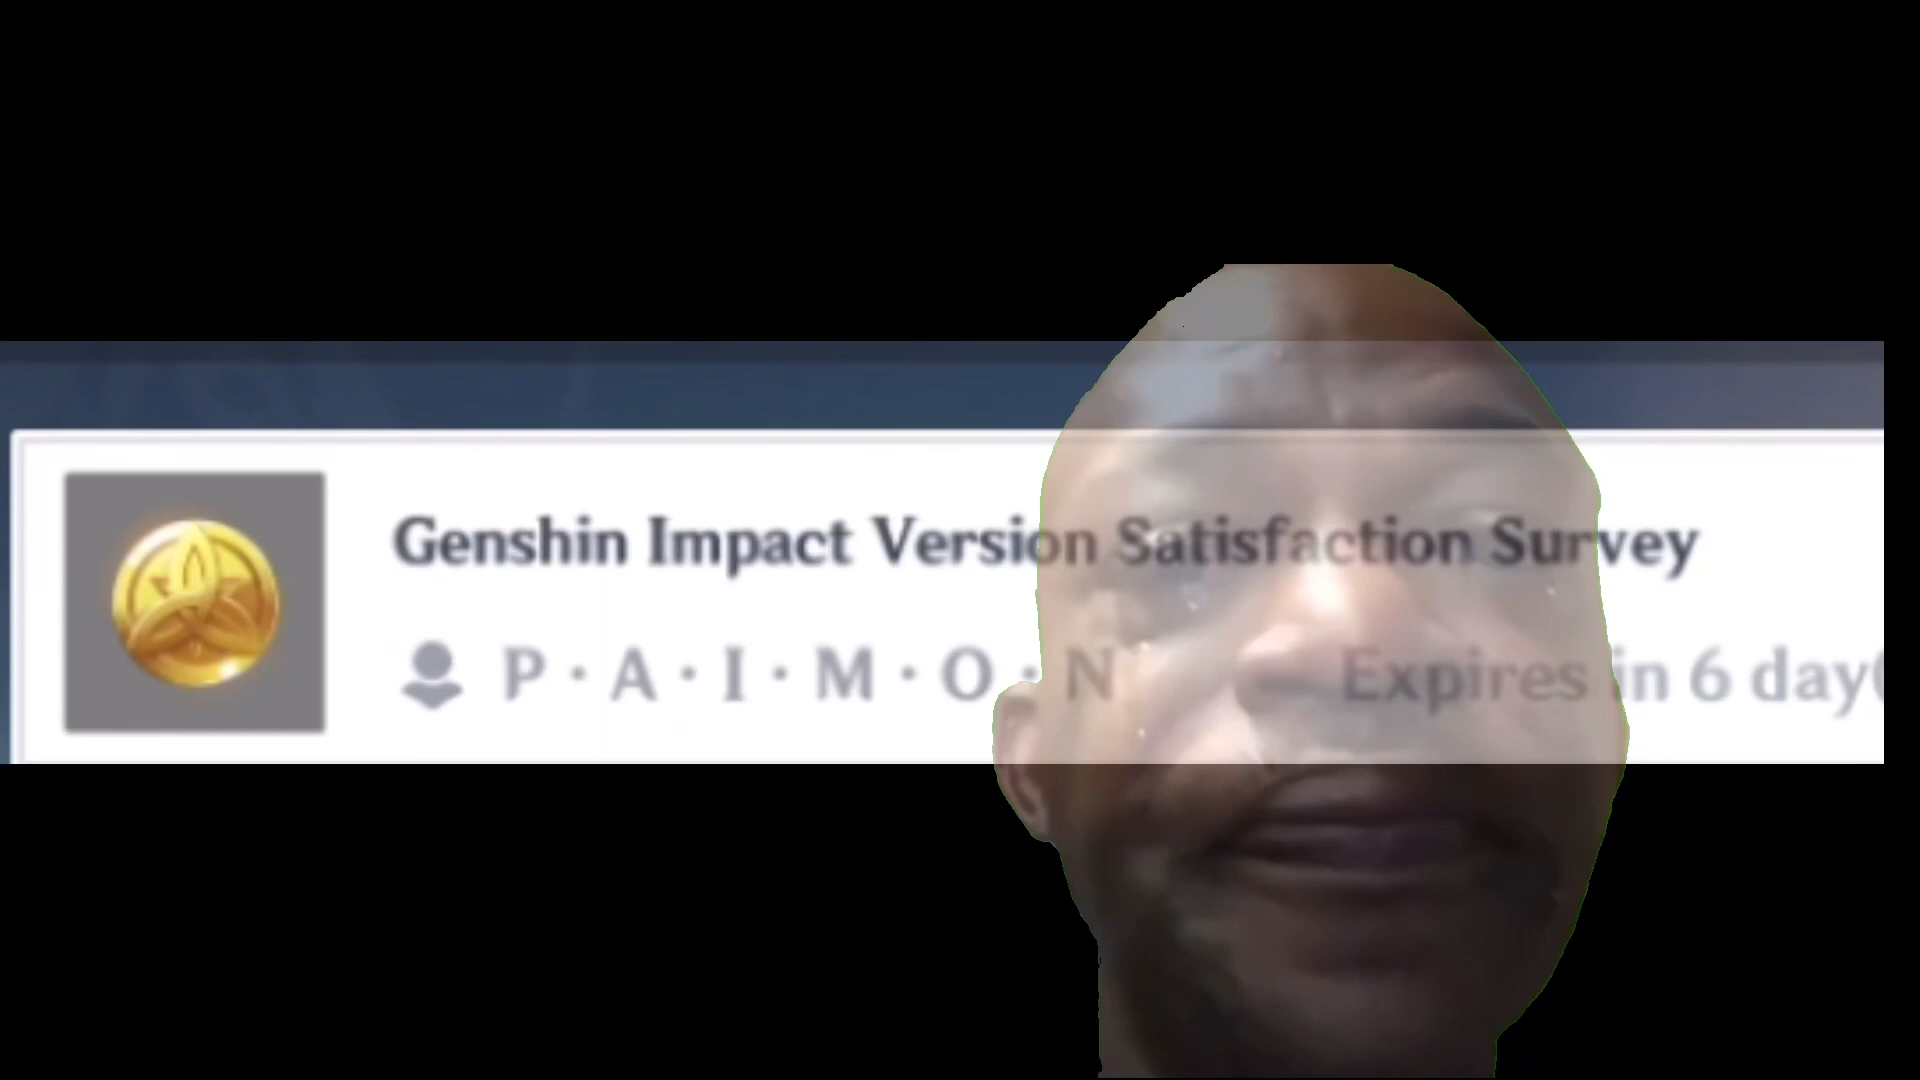 Genshin Impact Version Satisfaction Survey
P·A·I·M·O·N Expires in 6 day